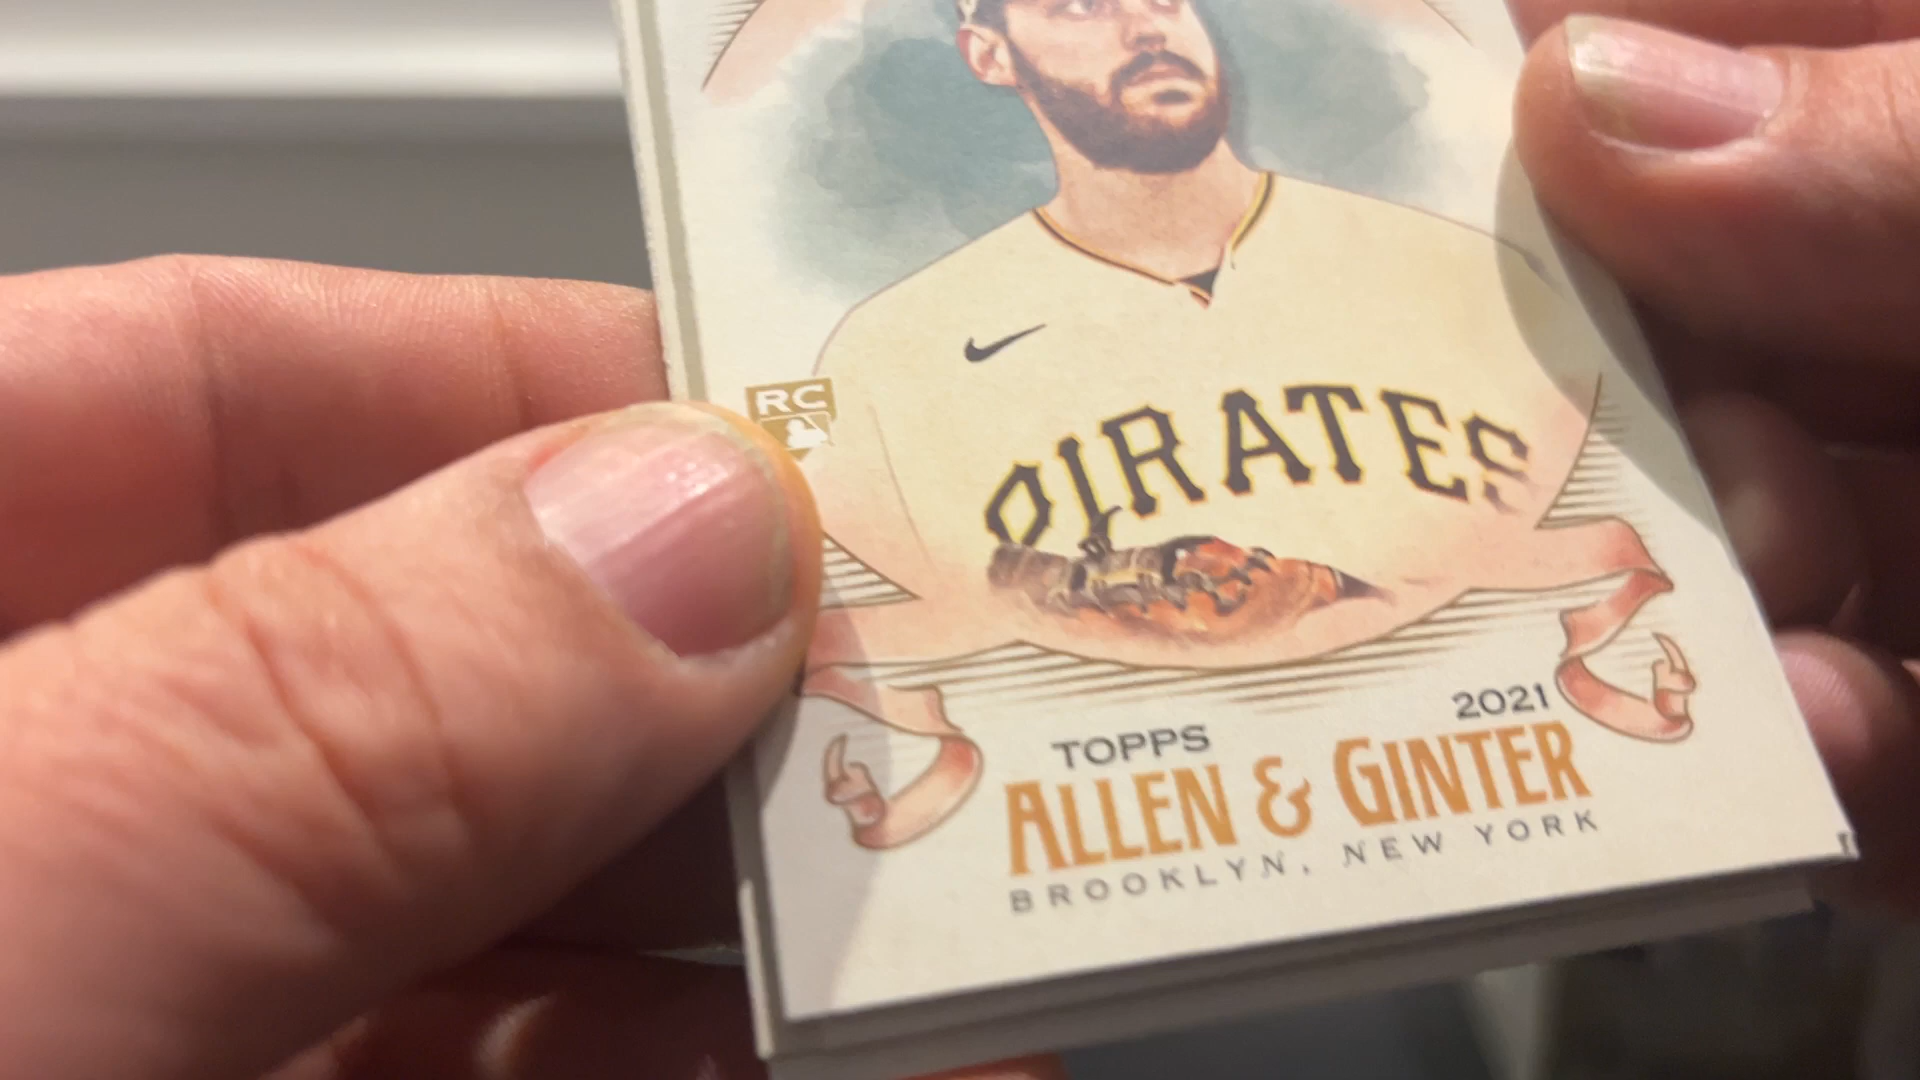 RC
PIRATES
2021
TOPPS
ALLEN & GINTER
BROOKLYN, NEW YORK